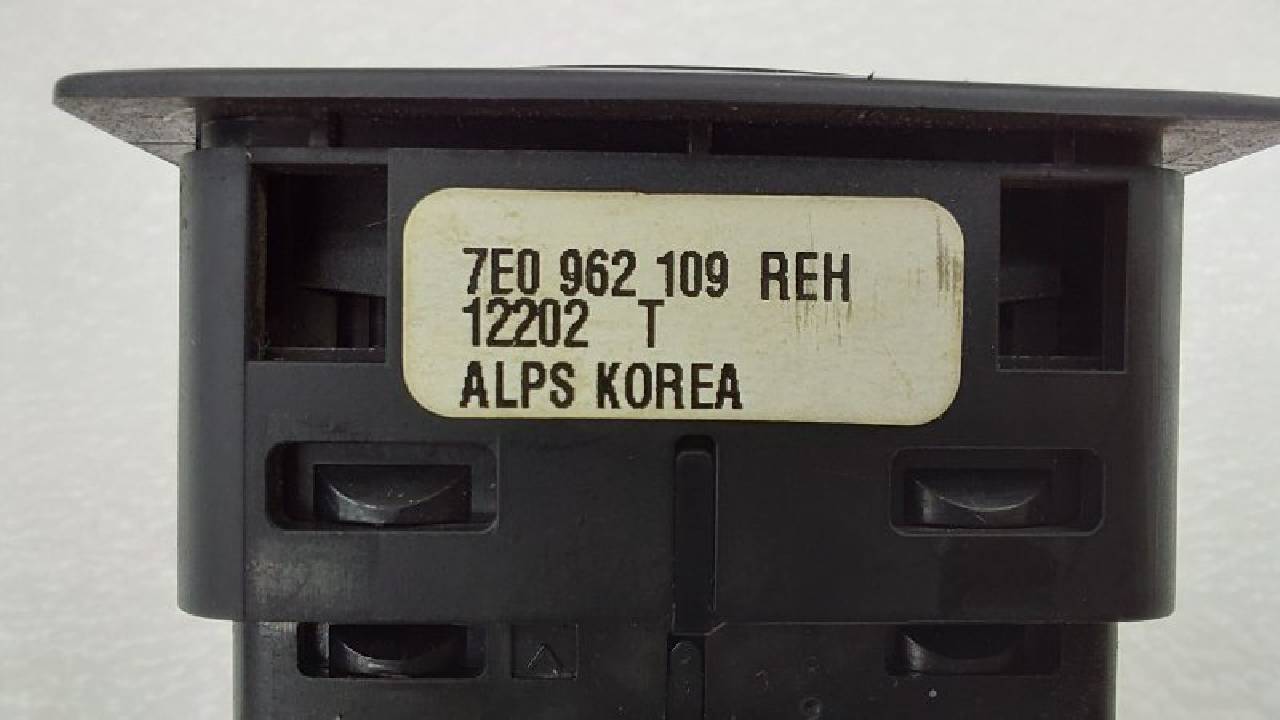 7E0 962 109 REH
12202 T
ALPS KOREA